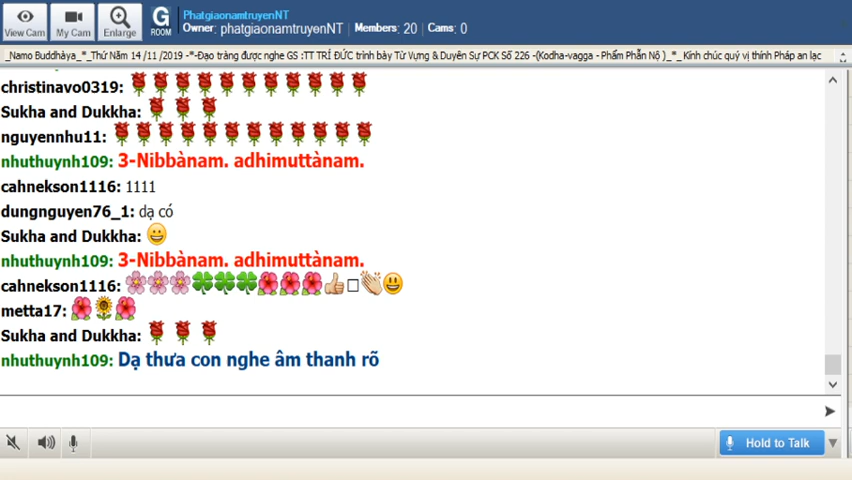 View Cam
My Cam
Enlarge
G
ROOM
PhatgiaonamtruyenNT
Owner: phatgiaonamtruyenNT | Members: 20 | Cams: 0
_Namo Buddhàya_*_Thứ Năm 14 /11 /2019 -*-Đạo tràng được nghe GS :TT TRÍ ĐỨC trình bày Từ Vựng & Duyên Sự PCK Số 226 -(Kodha-vagga - Phẩm Phẫn Nộ )_*_ Kính chúc quý vị thính Pháp an lạc
christinavo0319:
Sukha and Dukkha:
nguyennhu11:
nhuthuynh109: 3-Nibbànam. adhimuttànam.
cahnekson1116: 1111
dungnguyen76_1: dạ có
Sukha and Dukkha:
nhuthuynh109: 3-Nibbànam. adhimuttànam.
cahnekson1116:
metta17:
Sukha and Dukkha:
nhuthuynh109: Dạ thưa con nghe âm thanh rõ
Hold to Talk